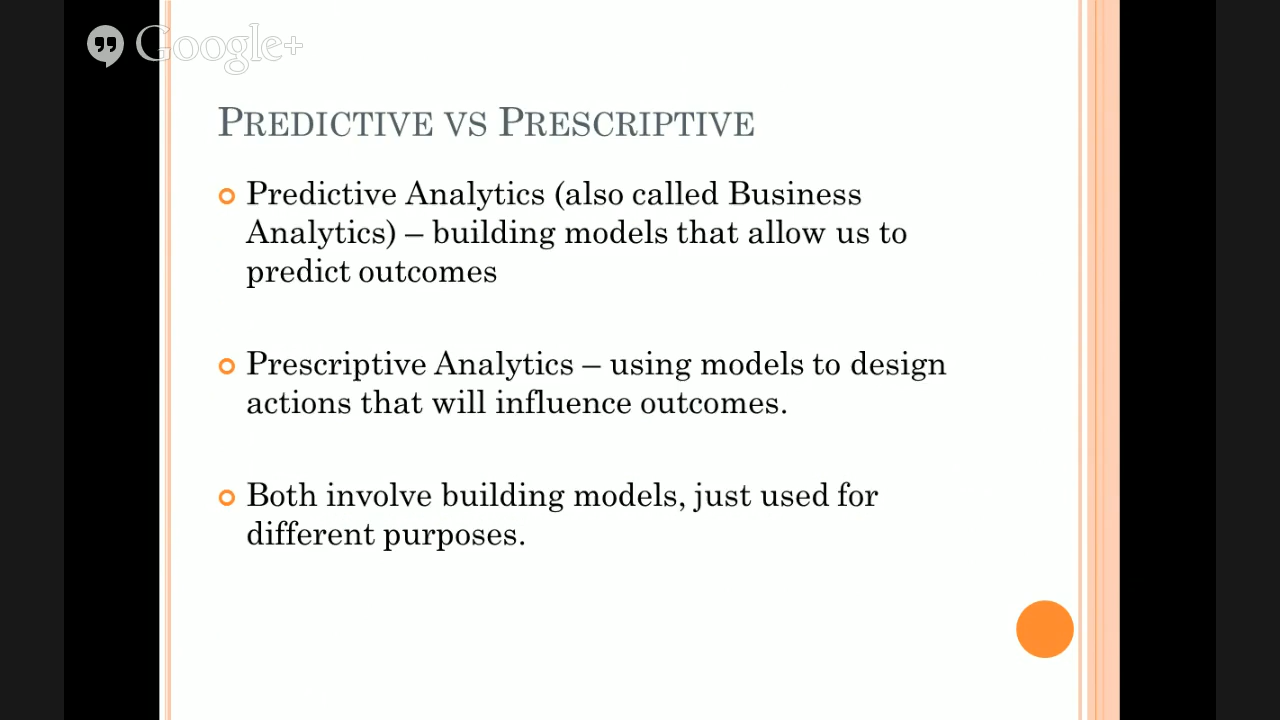 Google+
PREDICTIVE VS PRESCRIPTIVE
Predictive Analytics (also called Business
Analytics) – building models that allow us to
predict outcomes
Prescriptive Analytics – using models to design
actions that will influence outcomes.
Both involve building models, just used for
different purposes.